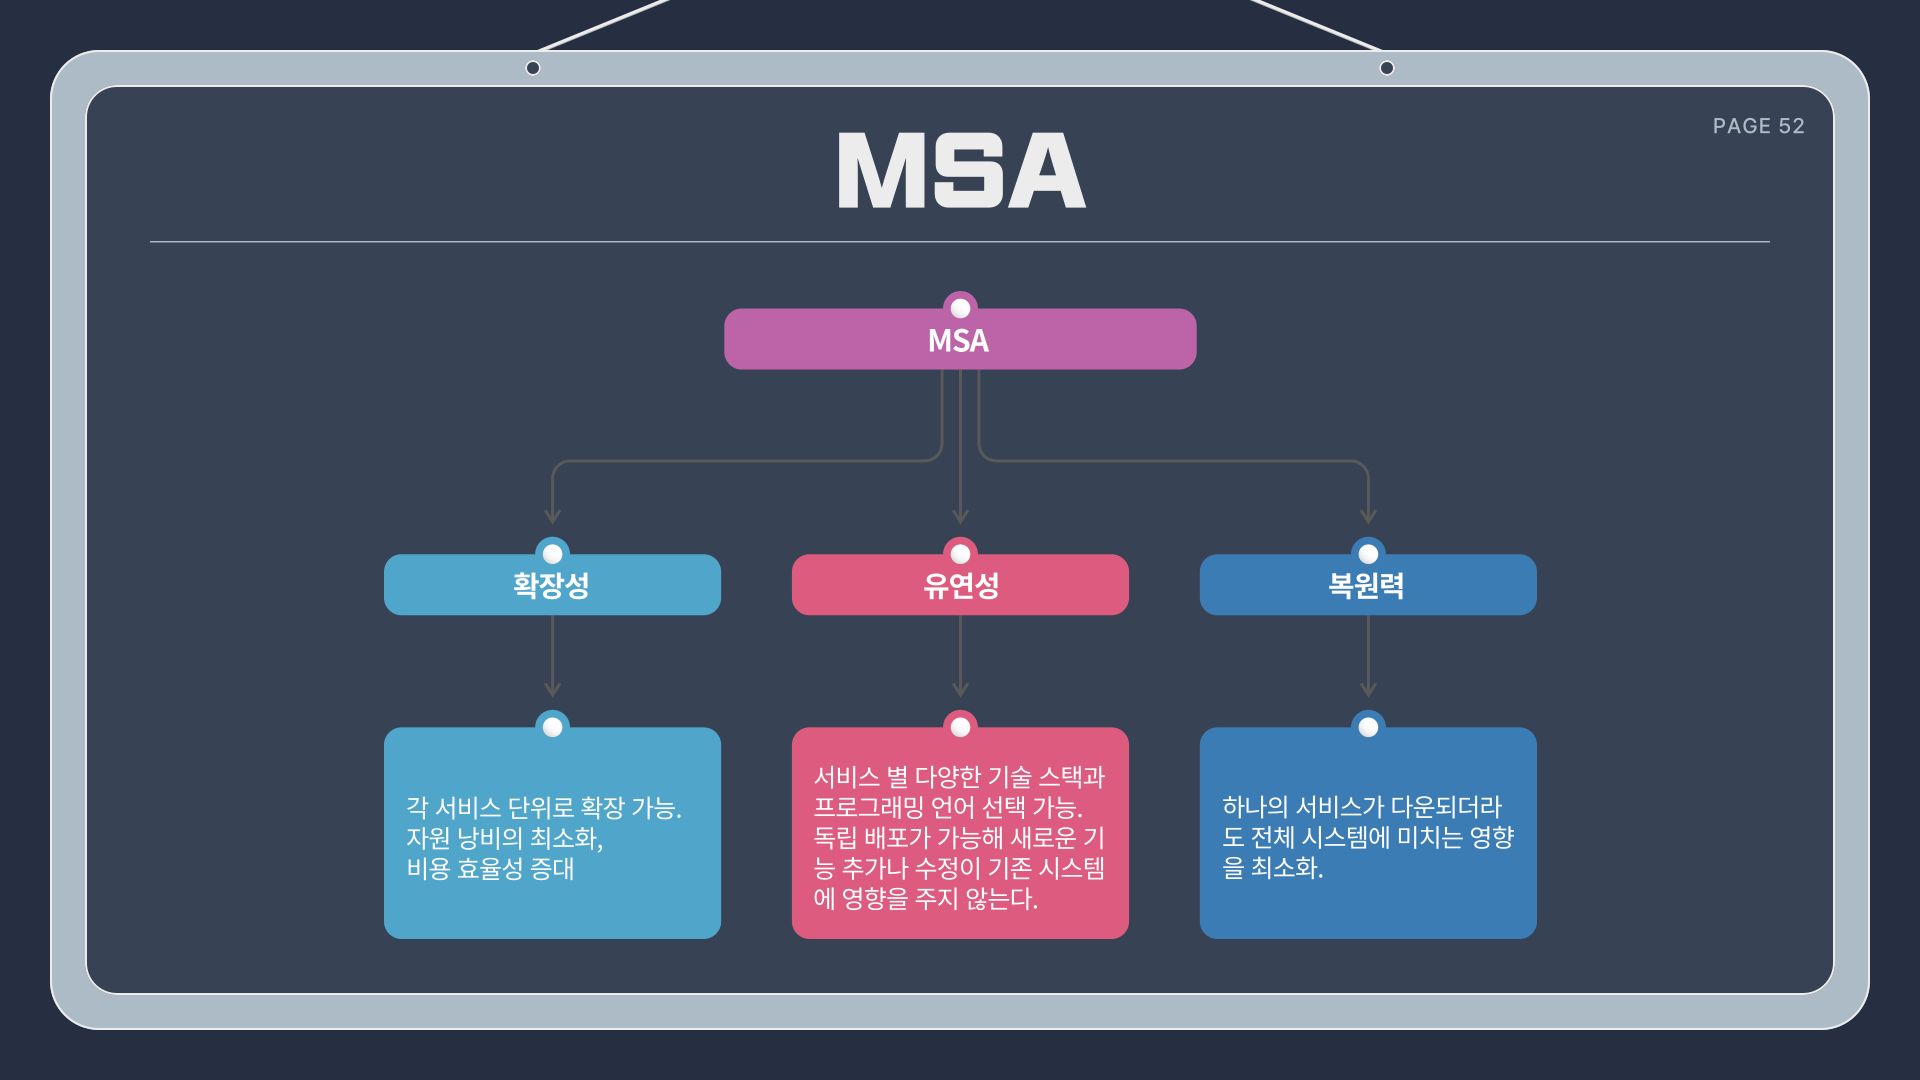 PAGE 52
MSA
MSA
확장성
유연성
복원력
각 서비스 단위로 확장 가능.
자원 낭비의 최소화,
비용 효율성 증대
서비스 별 다양한 기술 스택과
프로그래밍 언어 선택 가능.
독립 배포가 가능해 새로운 기
능 추가나 수정이 기존 시스템
에 영향을 주지 않는다.
하나의 서비스가 다운되더라
도 전체 시스템에 미치는 영향
을 최소화.